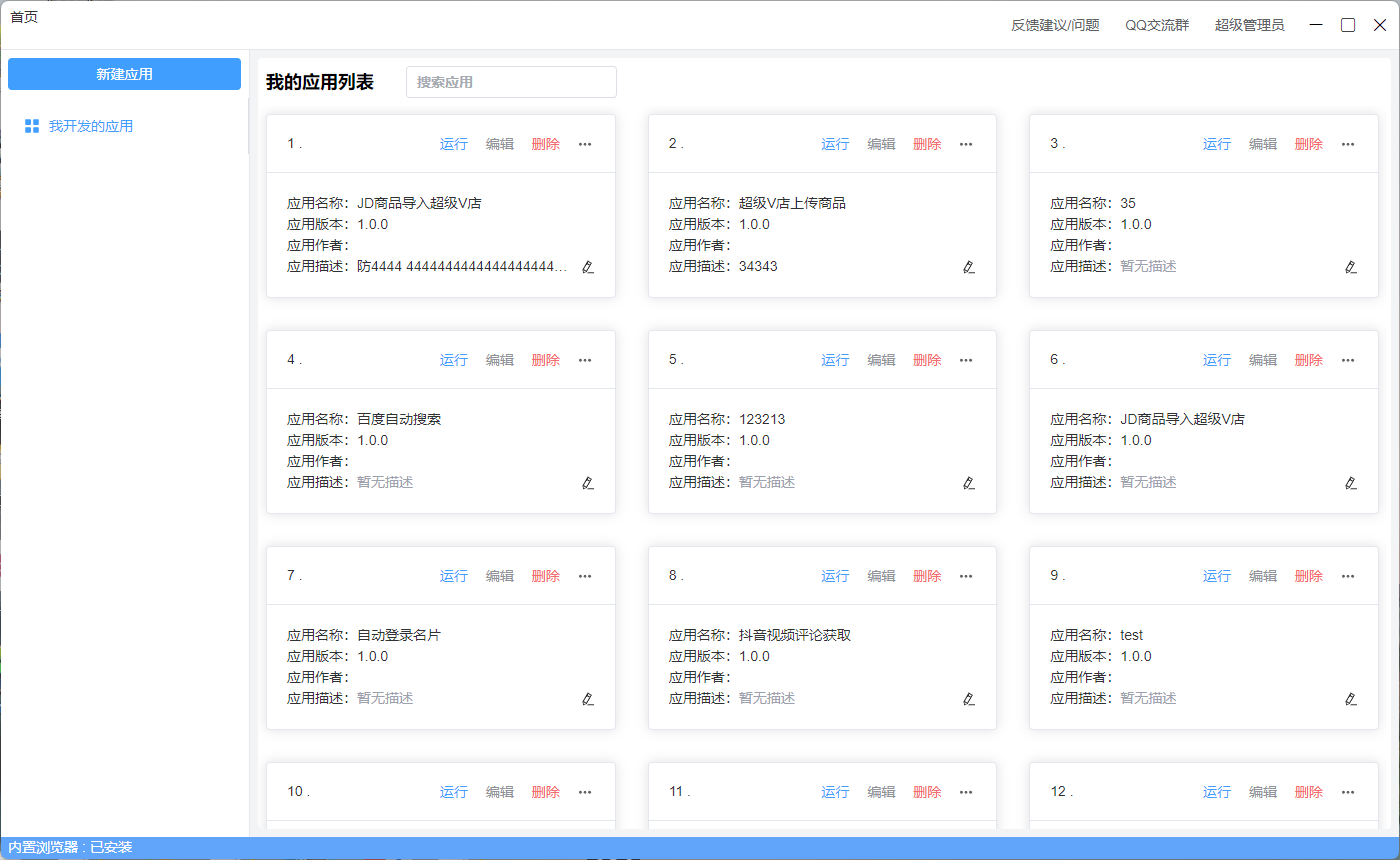 首页
反馈建议/问题 QQ交流群 超级管理员
新建应用
我开发的应用
我的应用列表 搜索应用
1 . 运行 编辑 删除
应用名称：JD商品导入超级V店
应用版本：1.0.0
应用作者：
应用描述：防4444 4444444444444444444...
2 . 运行 编辑 删除
应用名称：超级V店上传商品
应用版本：1.0.0
应用作者：
应用描述：34343
3 . 运行 编辑 删除
应用名称：35
应用版本：1.0.0
应用作者：
应用描述：暂无描述
4 . 运行 编辑 删除
应用名称：百度自动搜索
应用版本：1.0.0
应用作者：
应用描述：暂无描述
5 . 运行 编辑 删除
应用名称：123213
应用版本：1.0.0
应用作者：
应用描述：暂无描述
6 . 运行 编辑 删除
应用名称：JD商品导入超级V店
应用版本：1.0.0
应用作者：
应用描述：暂无描述
7 . 运行 编辑 删除
应用名称：自动登录名片
应用版本：1.0.0
应用作者：
应用描述：暂无描述
8 . 运行 编辑 删除
应用名称：抖音视频评论获取
应用版本：1.0.0
应用作者：
应用描述：暂无描述
9 . 运行 编辑 删除
应用名称：test
应用版本：1.0.0
应用作者：
应用描述：暂无描述
10 . 运行 编辑 删除
11 . 运行 编辑 删除
12 . 运行 编辑 删除
内置浏览器 : 已安装